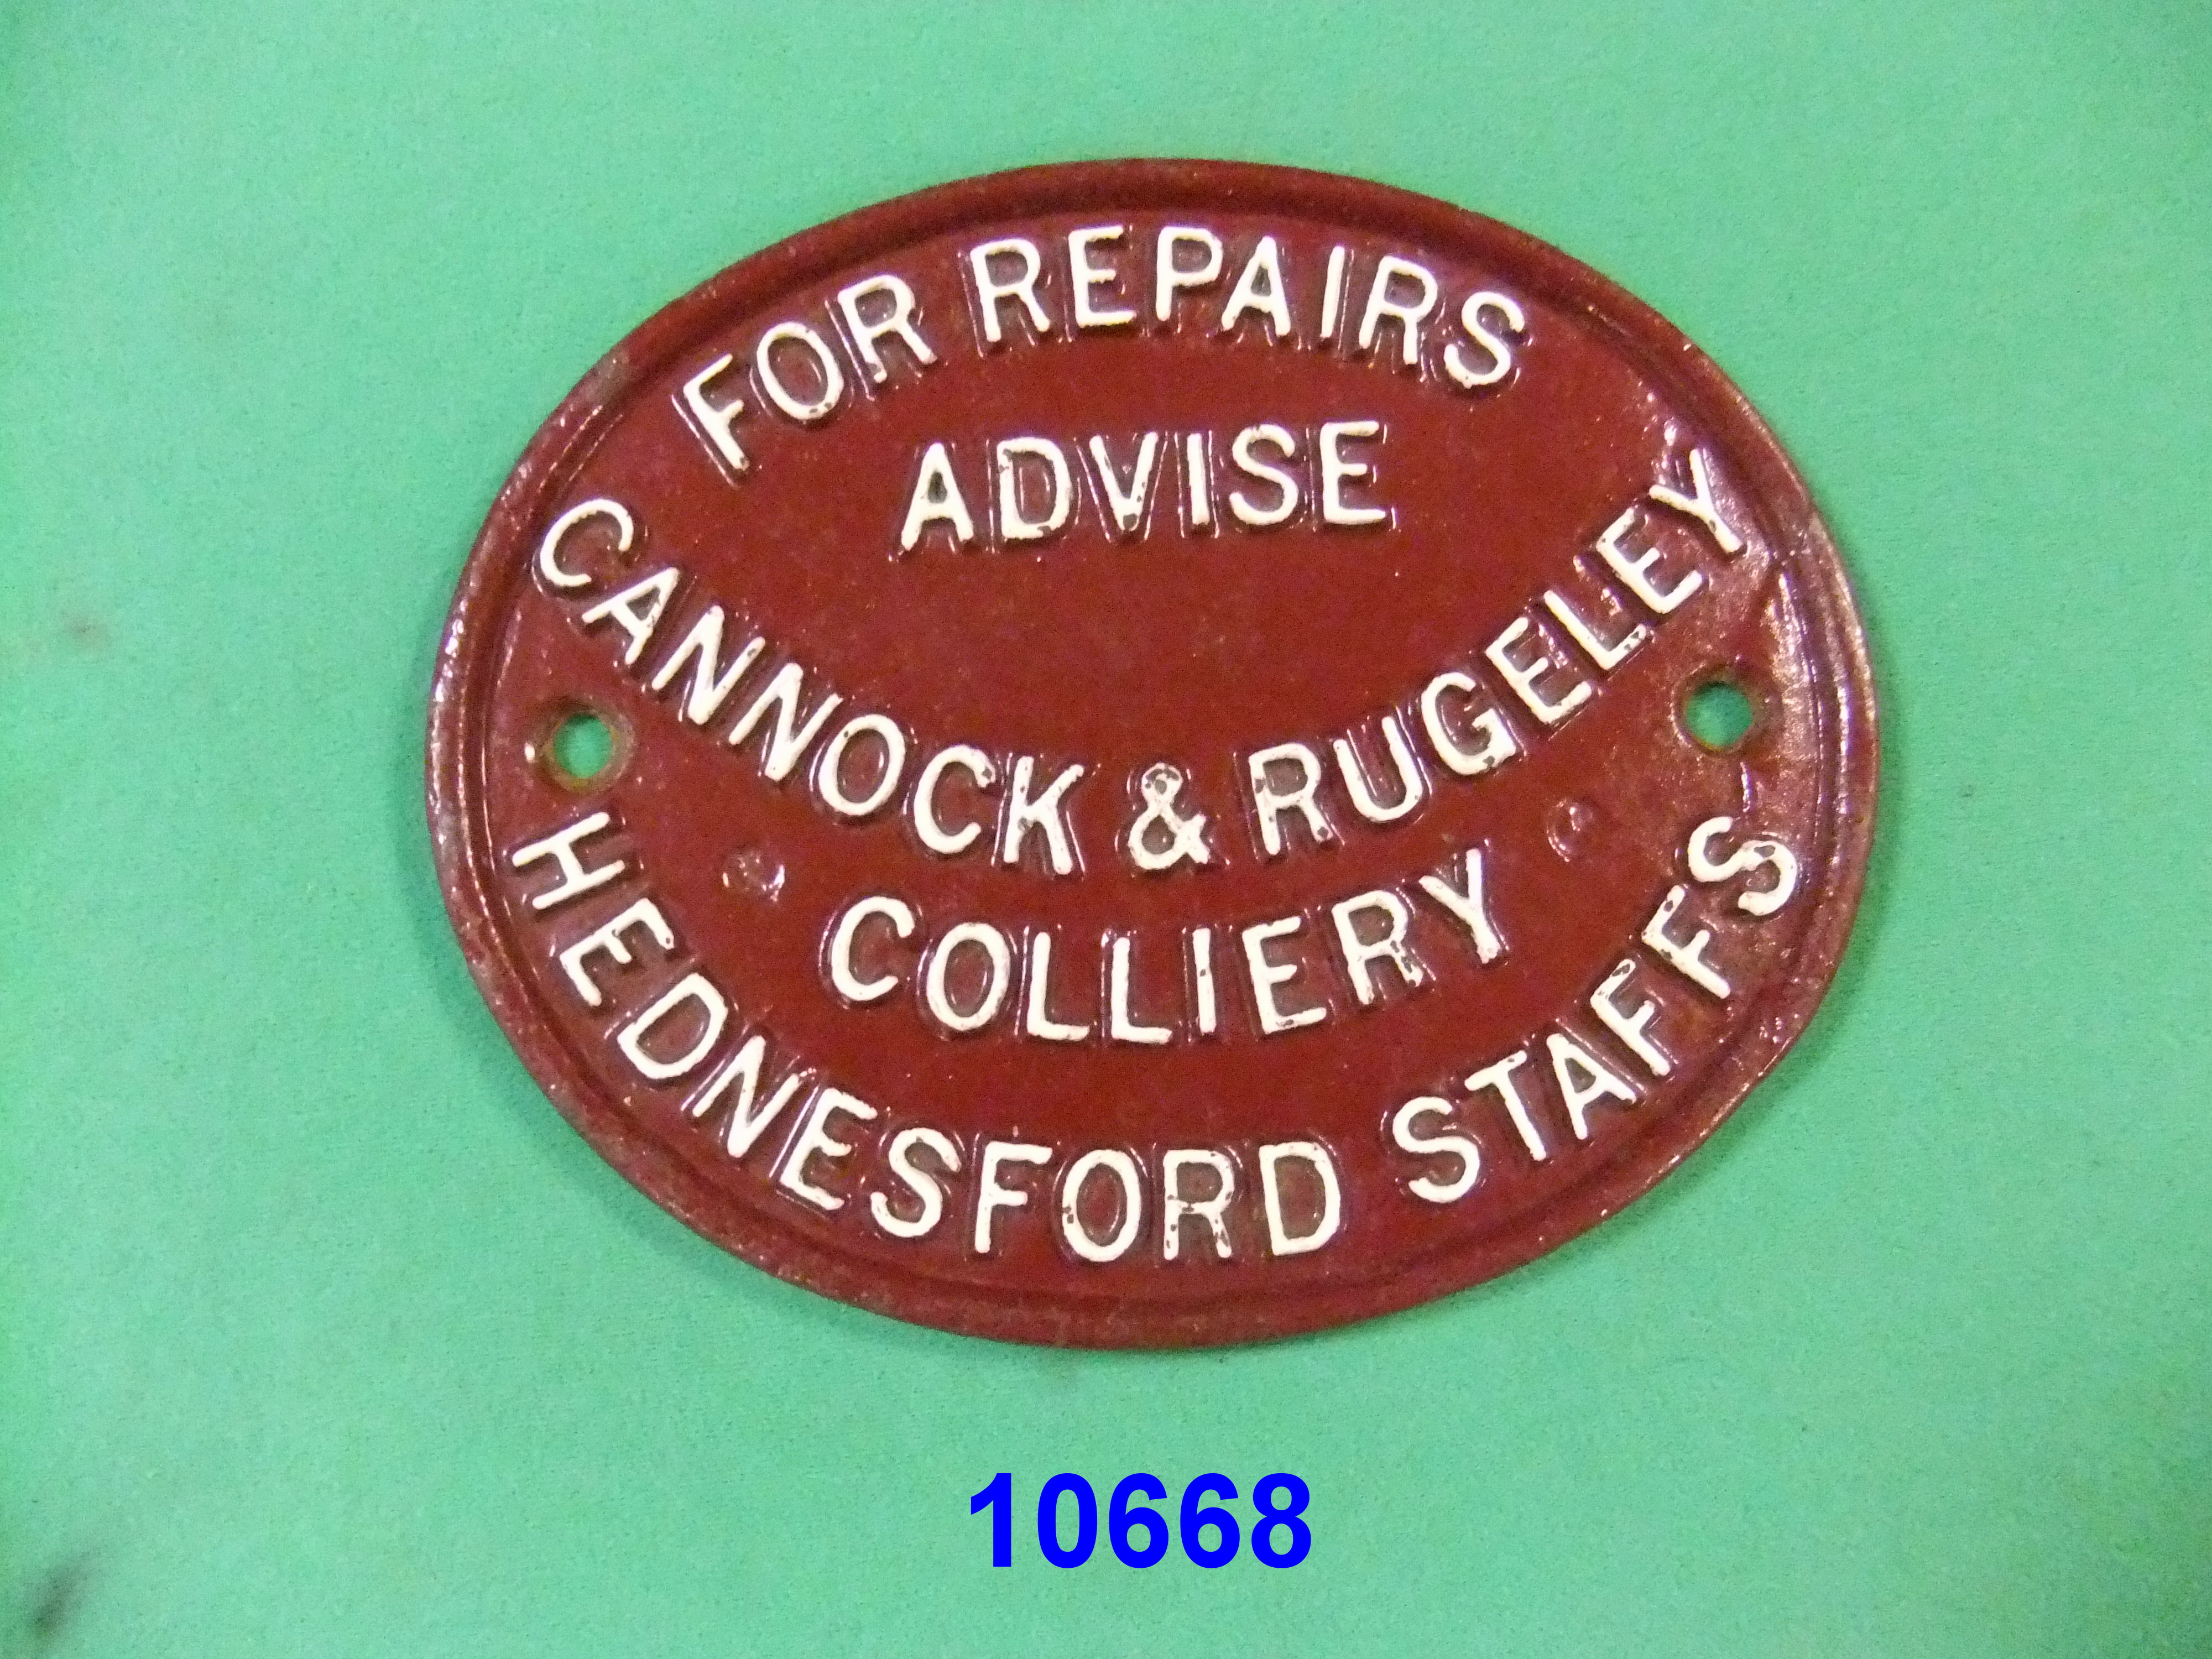 FOR REPAIRS
ADVISE
CANNOCK & RUGELEY
COLLIERY
HEDNESFORD STAFFS
10668